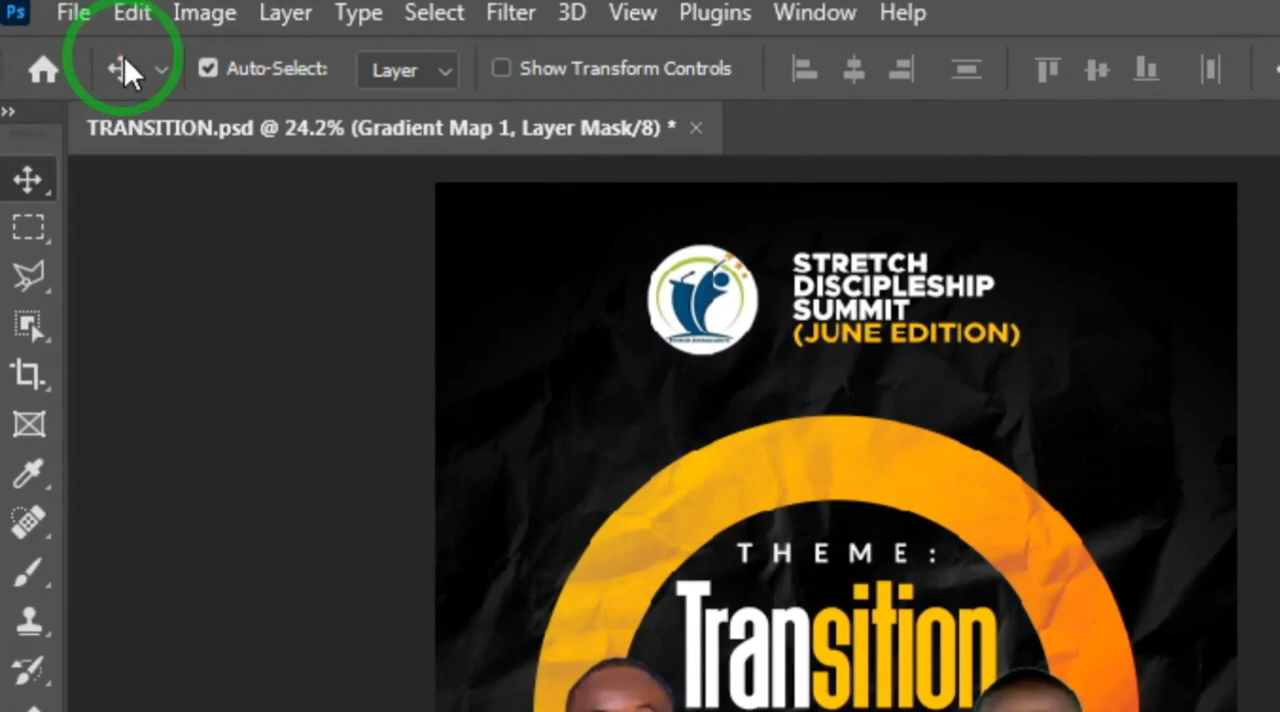 Ps File Edit Image Layer Type Select Filter 3D View Plugins Window Help
Auto-Select: Layer Show Transform Controls
TRANSITION.psd @ 24.2% (Gradient Map 1, Layer Mask/8) *
STRETCH
DISCIPLESHIP
SUMMIT
(JUNE EDITION)
THEME:
Transition